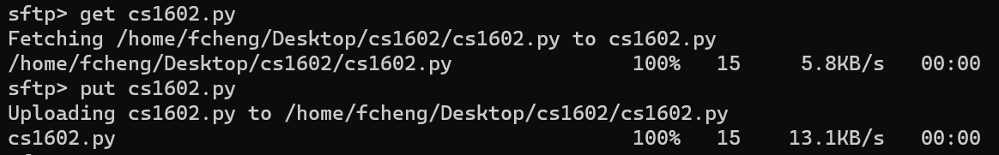 sftp> get cs1602.py
Fetching /home/fcheng/Desktop/cs1602/cs1602.py to cs1602.py
/home/fcheng/Desktop/cs1602/cs1602.py 100% 15 5.8KB/s 00:00
sftp> put cs1602.py
Uploading cs1602.py to /home/fcheng/Desktop/cs1602/cs1602.py
cs1602.py 100% 15 13.1KB/s 00:00